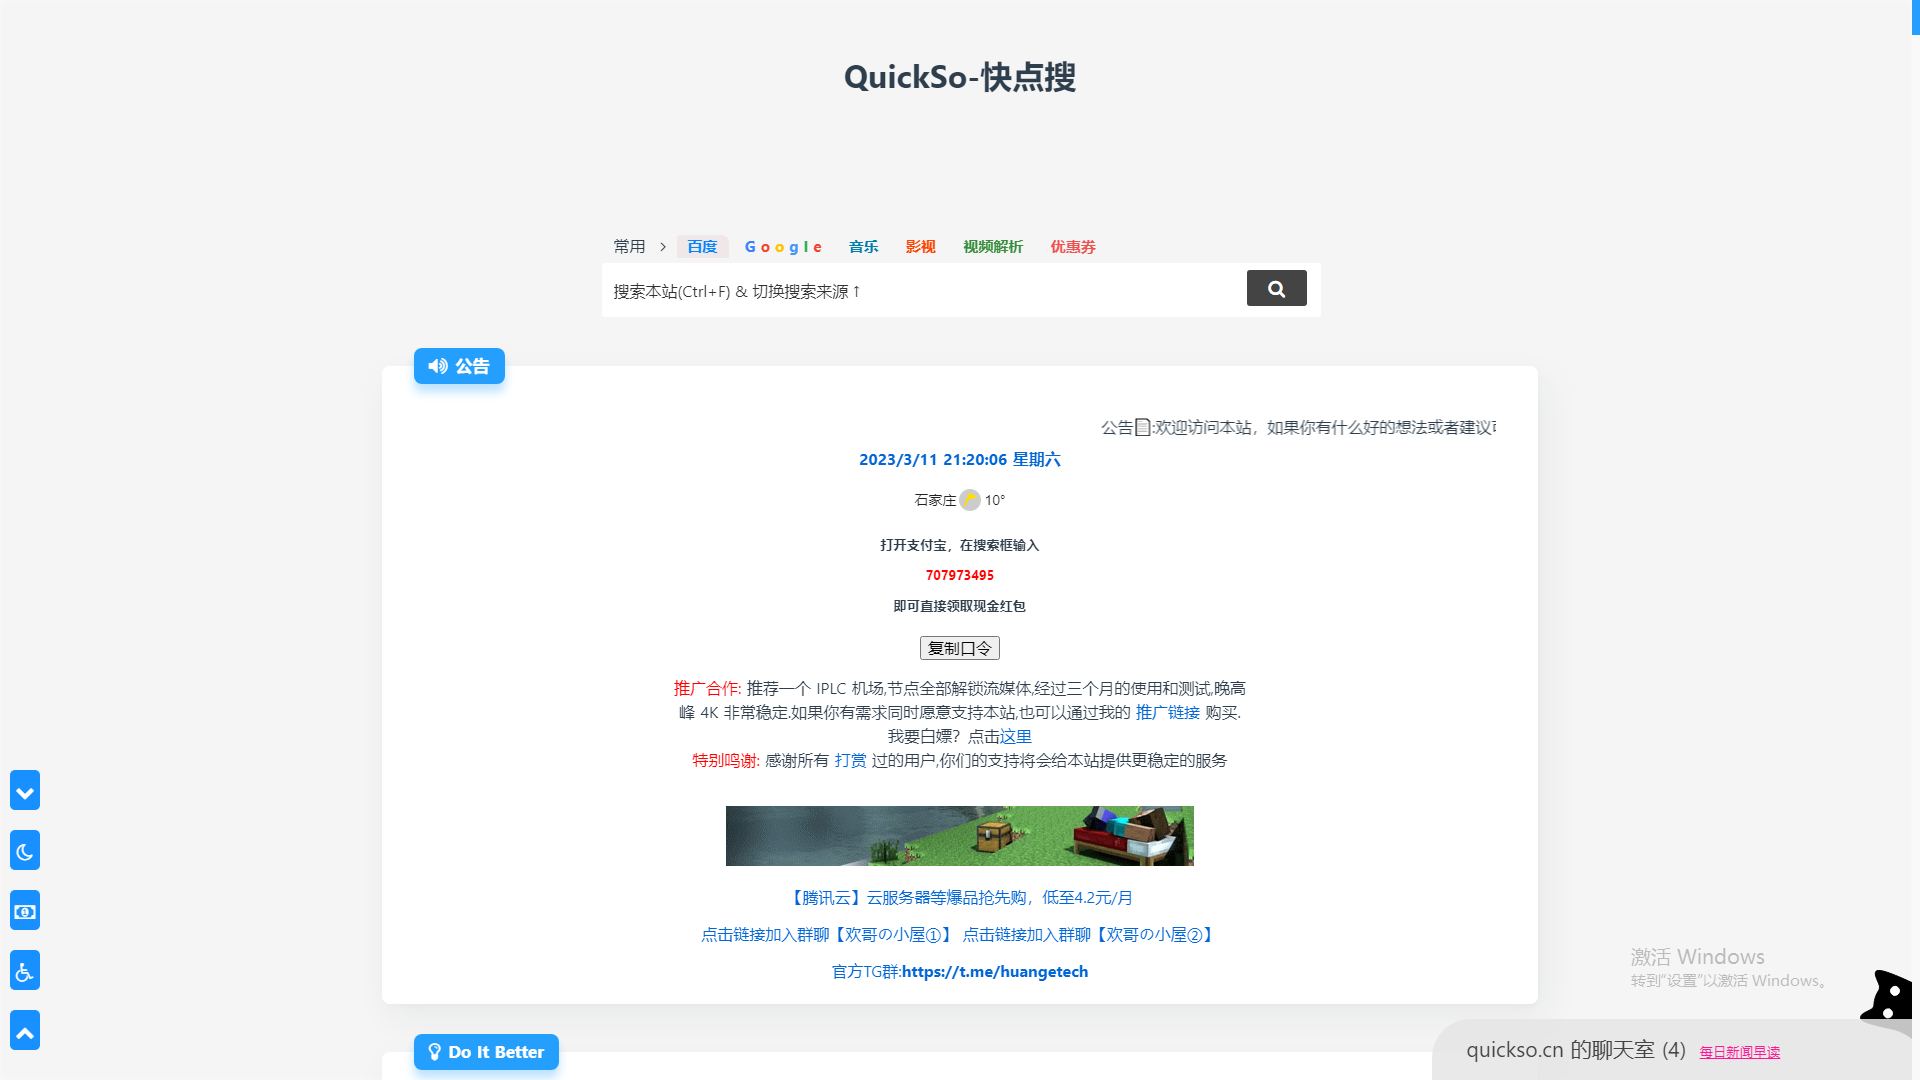 QuickSo-快点搜
常用 百度 Google 音乐 影视 视频解析 优惠券
搜索本站(Ctrl+F) & 切换搜索来源↑
公告
公告📄:欢迎访问本站，如果你有什么好的想法或者建议
2023/3/11 21:20:06 星期六
石家庄 10°
打开支付宝，在搜索框输入
707973495
即可直接领取现金红包
复制口令
推广合作: 推荐一个 IPLC 机场,节点全部解锁流媒体,经过三个月的使用和测试,晚高
峰 4K 非常稳定.如果你有需求同时愿意支持本站,也可以通过我的 推广链接 购买.
我要白嫖？点击这里
特别鸣谢: 感谢所有 打赏 过的用户,你们的支持将会给本站提供更稳定的服务
【腾讯云】云服务器等爆品抢先购，低至4.2元/月
点击链接加入群聊【欢哥の小屋①】 点击链接加入群聊【欢哥の小屋②】
官方TG群:https://t.me/huangetech
激活 Windows
转到“设置”以激活 Windows。
Do It Better
quickso.cn 的聊天室 (4) 每日新闻早读